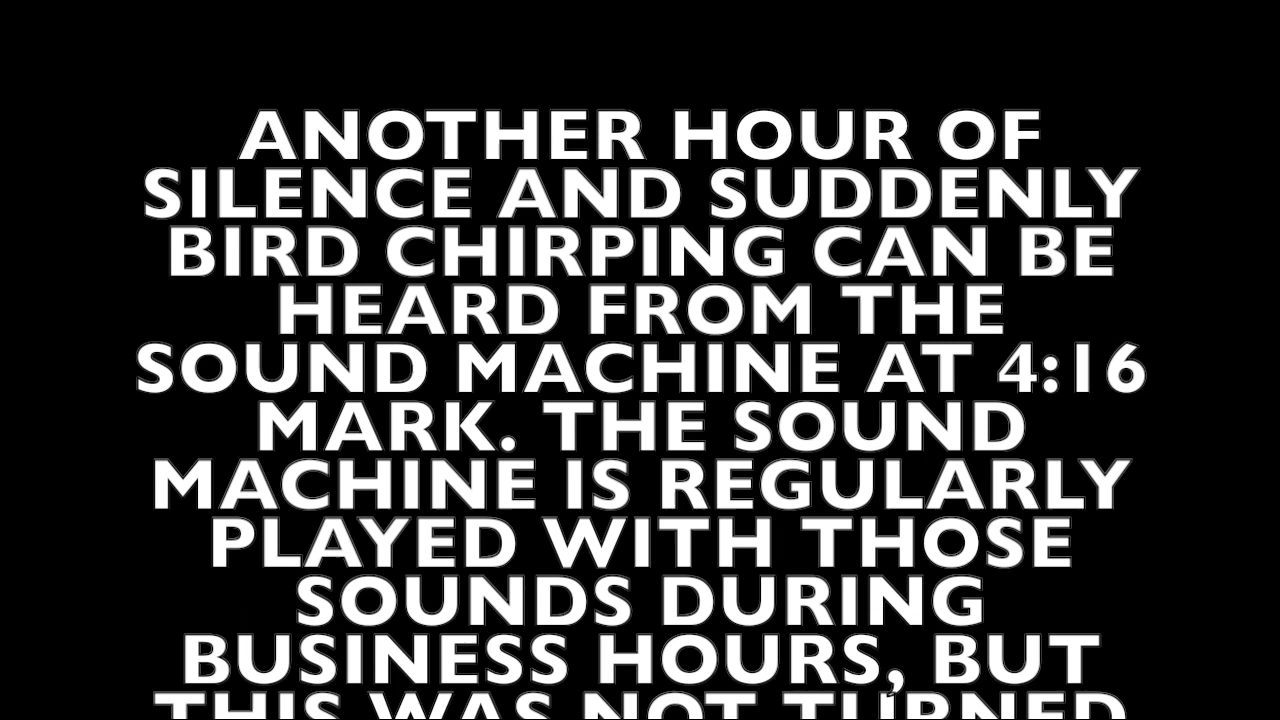 ANOTHER HOUR OF
SILENCE AND SUDDENLY
BIRD CHIRPING CAN BE
HEARD FROM THE
SOUND MACHINE AT 4:16
MARK. THE SOUND
MACHINE IS REGULARLY
PLAYED WITH THOSE
SOUNDS DURING
BUSINESS HOURS, BUT
THIS WAS NOT TURNED